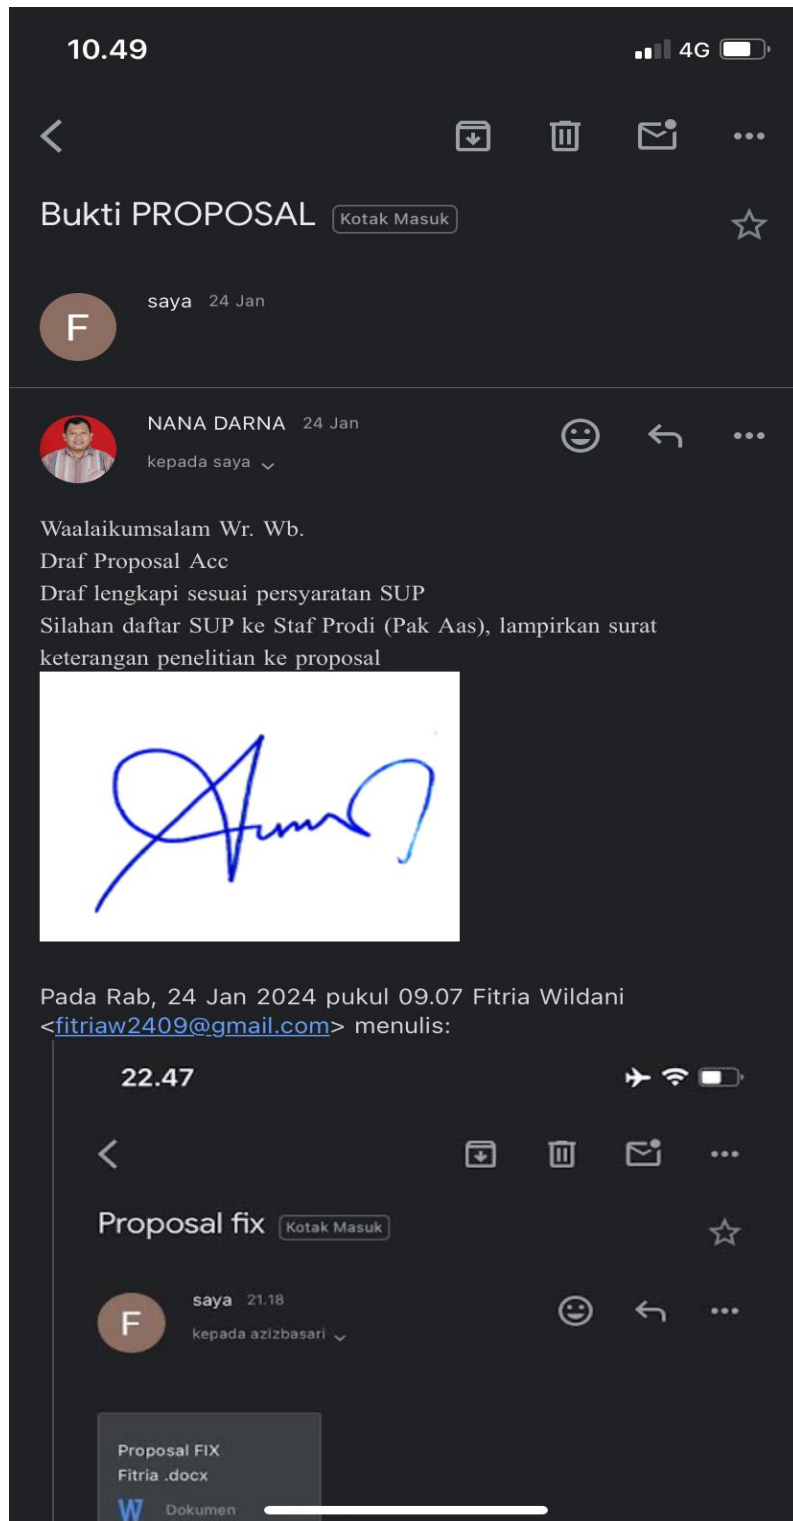 10.49
4G
Bukti PROPOSAL Kotak Masuk
F
saya 24 Jan
NANA DARNA 24 Jan
kepada saya
Waalaikumsalam Wr. Wb.
Draf Proposal Acc
Draf lengkapi sesuai persyaratan SUP
Silahan daftar SUP ke Staf Prodi (Pak Aas), lampirkan surat
keterangan penelitian ke proposal
Pada Rab, 24 Jan 2024 pukul 09.07 Fitria Wildani
<fitriaw2409@gmail.com> menulis:
22.47
Proposal fix Kotak Masuk
F
saya 21.18
kepada azizbasari
Proposal FIX
Fitria .docx
W Dokumen